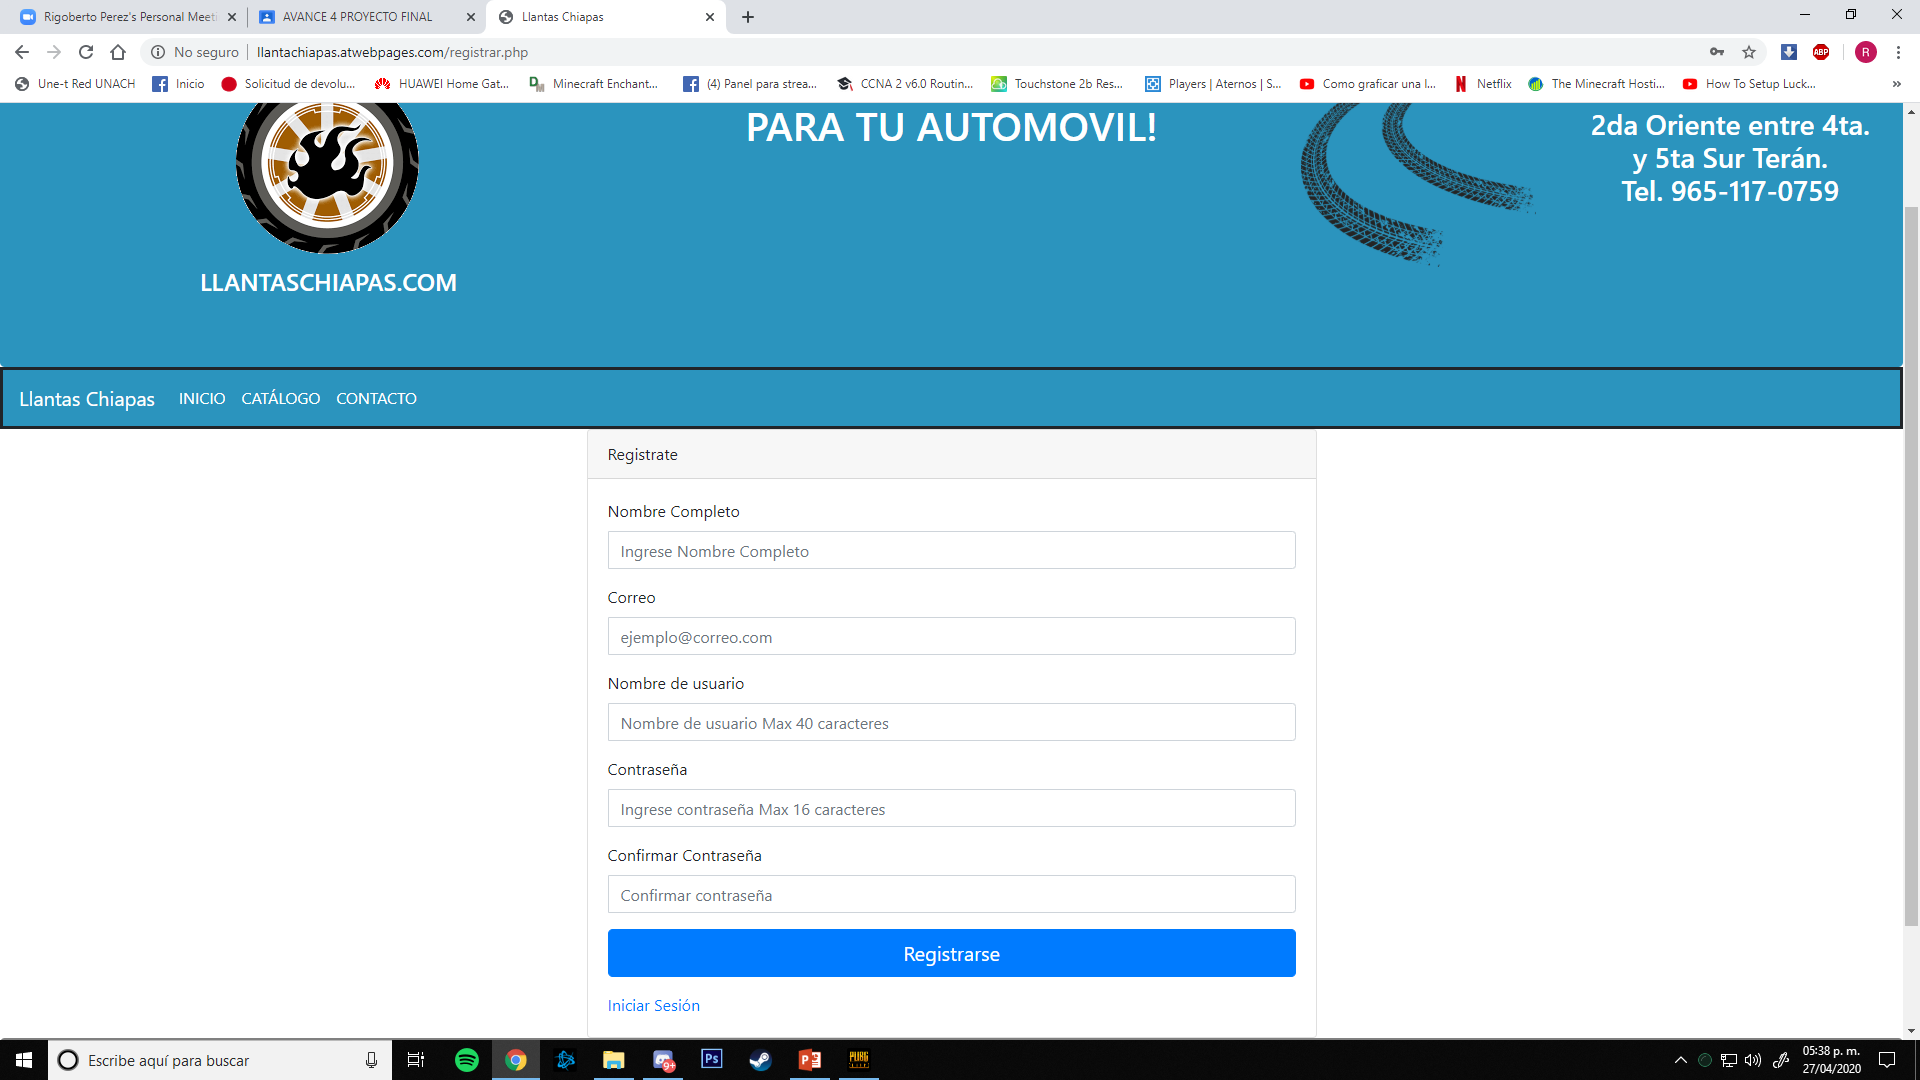 Rigoberto Perez's Personal Meeti
AVANCE 4 PROYECTO FINAL
Llantas Chiapas
No seguro
llantachiapas.atwebpages.com/registrar.php
ABP
R
Une-t Red UNACH
Inicio
Solicitud de devolu...
HUAWEI Home Gat...
Minecraft Enchant...
(4) Panel para strea...
CCNA 2 v6.0 Routin...
Touchstone 2b Res...
Players | Aternos | S...
Como graficar una l...
Netflix
The Minecraft Hosti...
How To Setup Luck...
»
PARA TU AUTOMOVIL!
2da Oriente entre 4ta.
y 5ta Sur Terán.
Tel. 965-117-0759
LLANTASCHIAPAS.COM
Llantas Chiapas INICIO CATÁLOGO CONTACTO
Registrate
Nombre Completo
Ingrese Nombre Completo
Correo
ejemplo@correo.com
Nombre de usuario
Nombre de usuario Max 40 caracteres
Contraseña
Ingrese contraseña Max 16 caracteres
Confirmar Contraseña
Confirmar contraseña
Registrarse
Iniciar Sesión
Escribe aquí para buscar
9+
Ps
PUBG
05:38 p. m.
27/04/2020